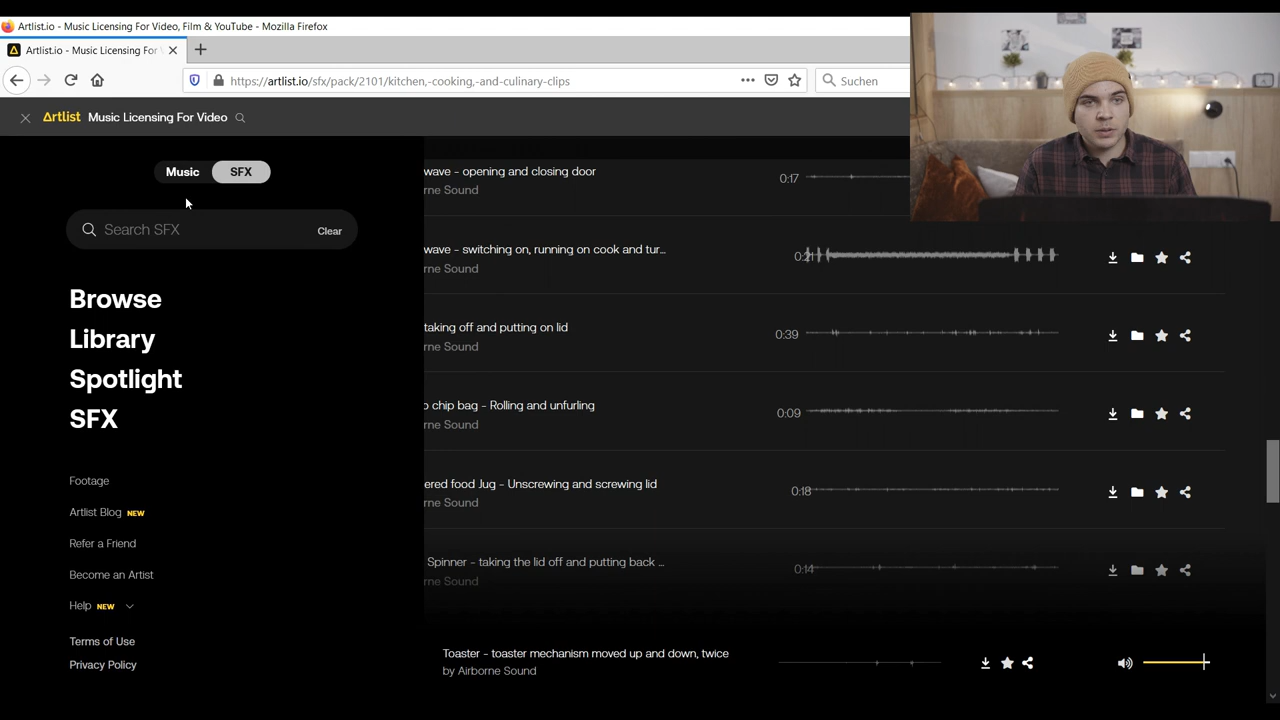 Artlist.io - Music Licensing For Video, Film & YouTube - Mozilla Firefox
Artlist.io - Music Licensing For
https://artlist.io/sfx/pack/2101/kitchen,-cooking,-and-culinary-clips
Suchen
Artlist Music Licensing For Video
Music SFX
Search SFX Clear
Browse
Library
Spotlight
SFX
Footage
Artlist Blog NEW
Refer a Friend
Become an Artist
Help NEW
Terms of Use
Privacy Policy
wave - opening and closing door 0:17
rne Sound
wave - switching on, running on cook and tur... 0:21
rne Sound
taking off and putting on lid 0:39
rne Sound
o chip bag - Rolling and unfurling 0:09
rne Sound
ered food Jug - Unscrewing and screwing lid 0:18
rne Sound
Spinner - taking the lid off and putting back ... 0:14
rne Sound
Toaster - toaster mechanism moved up and down, twice
by Airborne Sound